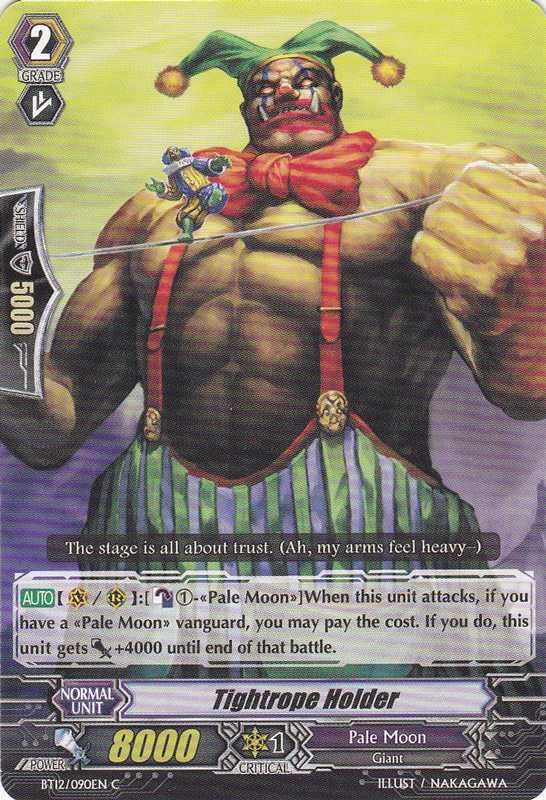 2
GRADE
SHIELD
5000
The stage is all about trust. (Ah, my arms feel heavy~)
AUTO【 V / R 】:[ ①-«Pale Moon»]When this unit attacks, if you
have a «Pale Moon» vanguard, you may pay the cost. If you do, this
unit gets +4000 until end of that battle.
NORMAL
UNIT
Tightrope Holder
POWER
8000
1
CRITICAL
Pale Moon
Giant
BT12/090EN C
ILLUST / NAKAGAWA